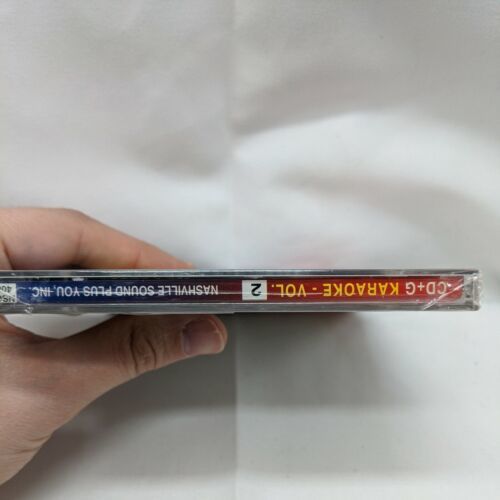 CD+G KARAOKE - VOL. 2 NASHVILLE SOUND PLUS YOU, INC.